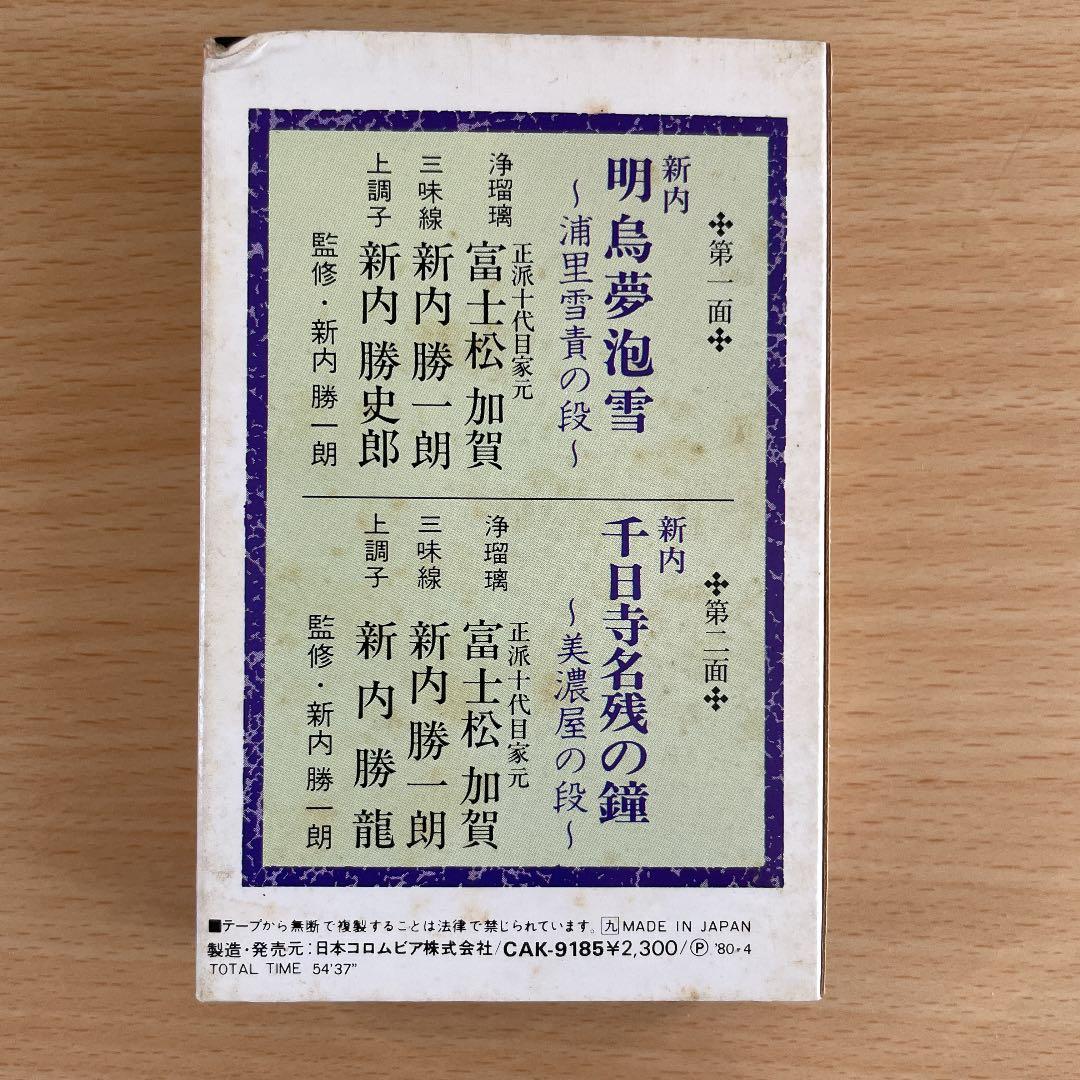 ✣第一面✣
新内
明烏夢泡雪
～浦里雪責の段～
正派十代目家元
浄瑠璃 富士松 加賀
三味線 新内 勝一朗
上調子 新内 勝史郎
監修・新内 勝一朗
✣第二面✣
新内
千日寺名残の鐘
～美濃屋の段～
正派十代目家元
浄瑠璃 富士松 加賀
三味線 新内 勝一朗
上調子 新内 勝龍
監修・新内 勝一朗
■テープから無断で複製することは法律で禁じられています。九 MADE IN JAPAN
製造・発売元:日本コロムビア株式会社/CAK-9185¥2,300/Ⓟ '80・4
TOTAL TIME 54'37"